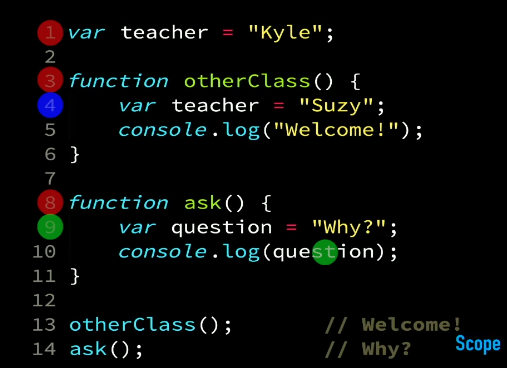 1 var teacher = "Kyle";
2
3 function otherClass() {
4     var teacher = "Suzy";
5     console.log("Welcome!");
6 }
7
8 function ask() {
9     var question = "Why?";
10     console.log(question);
11 }
12
13 otherClass();       // Welcome!
14 ask();              // Why?
Scope